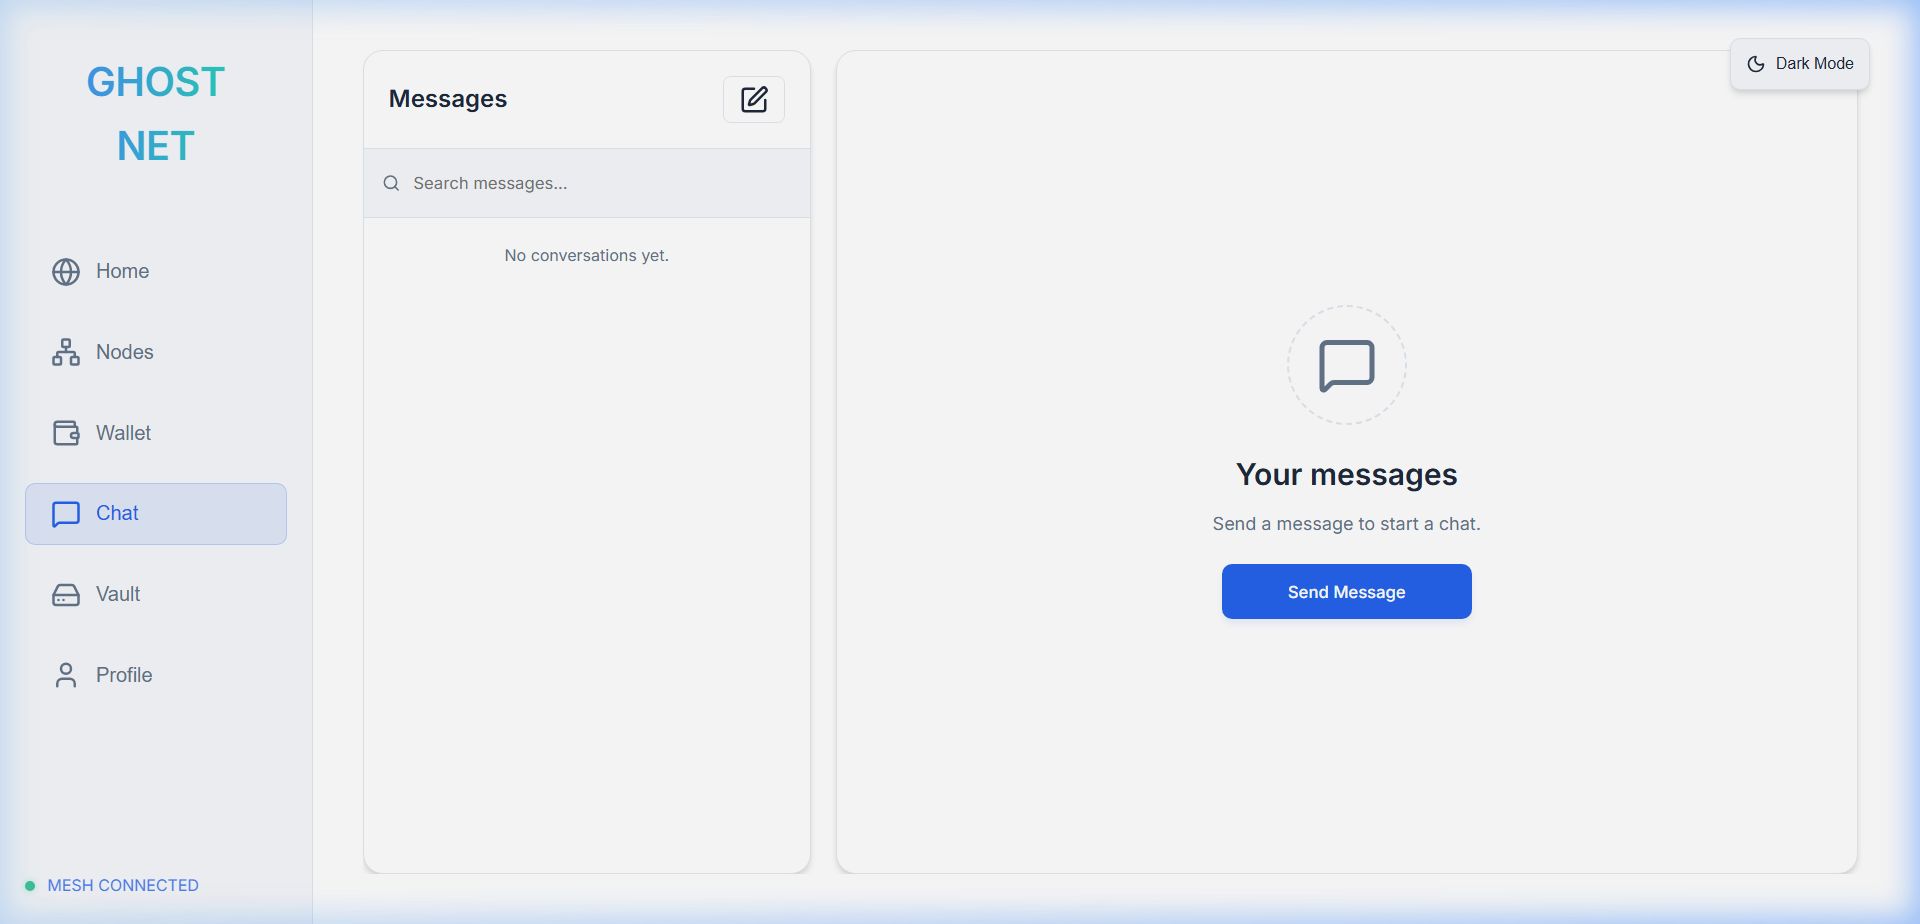 GHOST
NET
Home
Nodes
Wallet
Chat
Vault
Profile
MESH CONNECTED
Messages
Search messages...
No conversations yet.
Dark Mode
Your messages
Send a message to start a chat.
Send Message